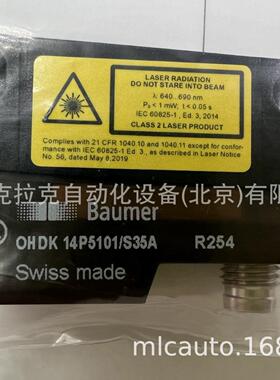 LASER RADIATION
DO NOT STARE INTO BEAM
λ: 640...690 nm
Pₚ < 1 mW; t < 0.05 s
IEC 60825-1, Ed. 3, 2014
CLASS 2 LASER PRODUCT
Complies with 21 CFR 1040.10 and 1040.11 except for confor-
mance with IEC 60825-1 Ed. 3., as described in Laser Notice
No. 56, dated May 8, 2019
克拉克自动化设备(北京)有限
Baumer
OHDK 14P5101/S35A R254
Swiss made
mlcauto.168